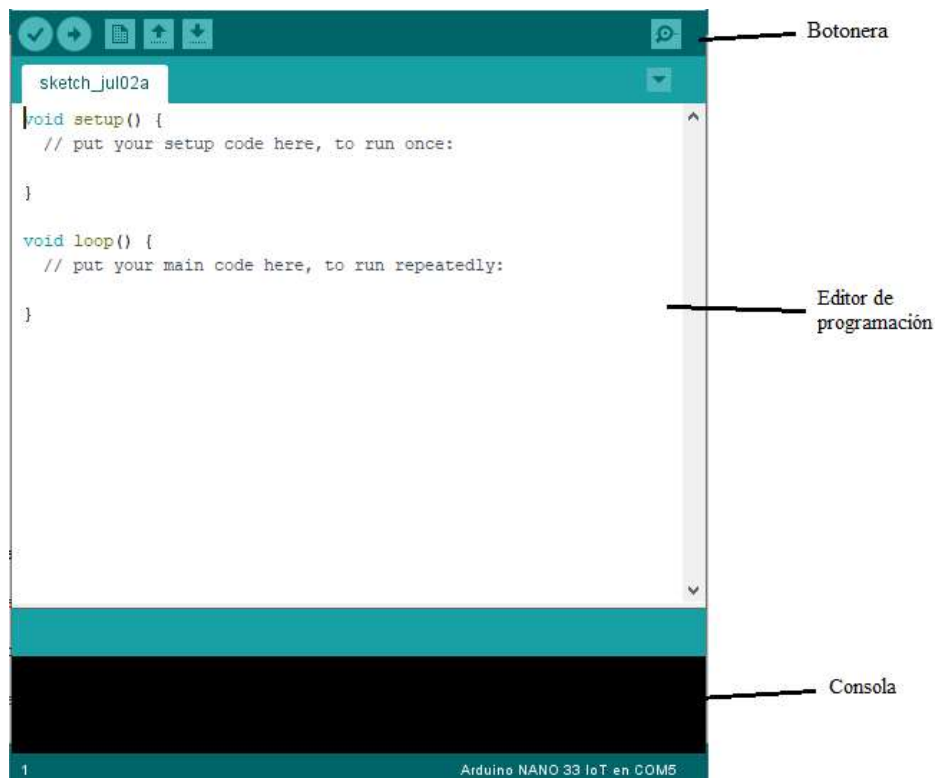 Botonera
sketch_jul02a
void setup() {
// put your setup code here, to run once:
}
void loop() {
// put your main code here, to run repeatedly:
}
Editor de
programación
Consola
1
Arduino NANO 33 IoT en COM5